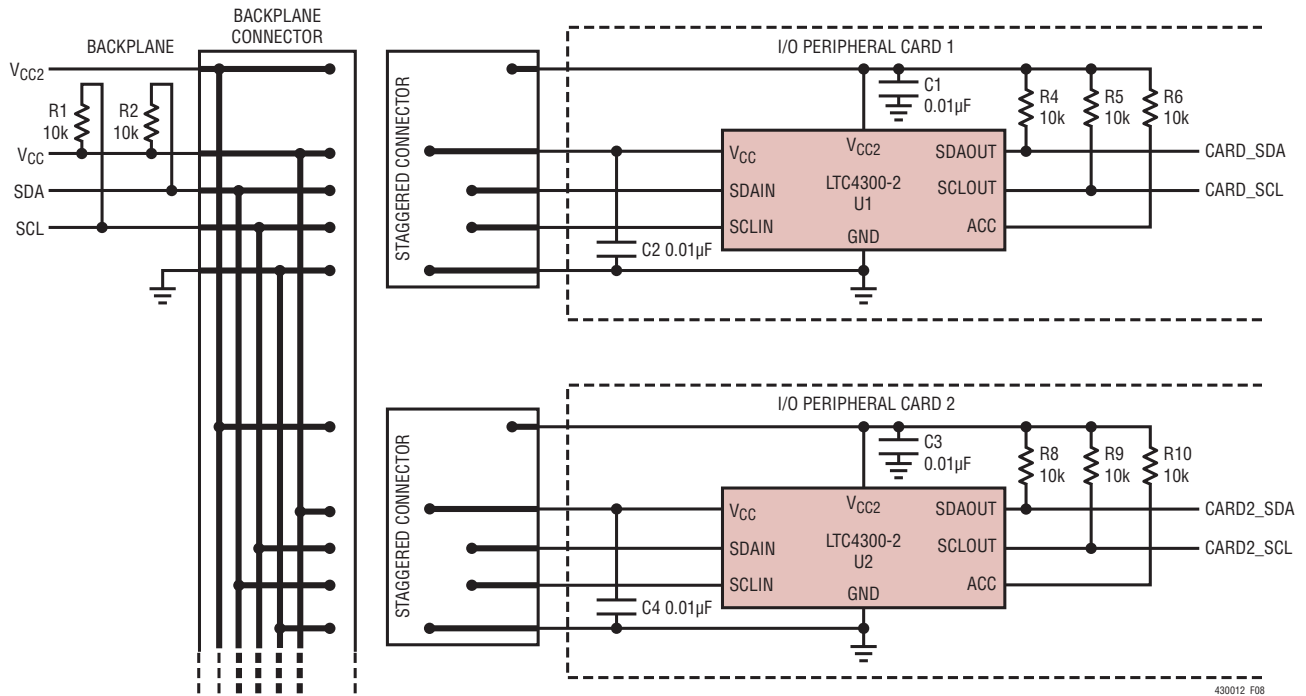 BACKPLANE
BACKPLANE
CONNECTOR
VCC2
R1
10k
R2
10k
VCC
SDA
SCL
STAGGERED CONNECTOR
I/O PERIPHERAL CARD 1
C1
0.01µF
R4
10k
R5
10k
R6
10k
VCC
VCC2
SDAOUT
CARD_SDA
SDAIN
LTC4300-2
U1
SCLOUT
CARD_SCL
SCLIN
GND
ACC
C2 0.01µF
STAGGERED CONNECTOR
I/O PERIPHERAL CARD 2
C3
0.01µF
R8
10k
R9
10k
R10
10k
VCC
VCC2
SDAOUT
CARD2_SDA
SDAIN
LTC4300-2
U2
SCLOUT
CARD2_SCL
SCLIN
GND
ACC
C4 0.01µF
430012 F08